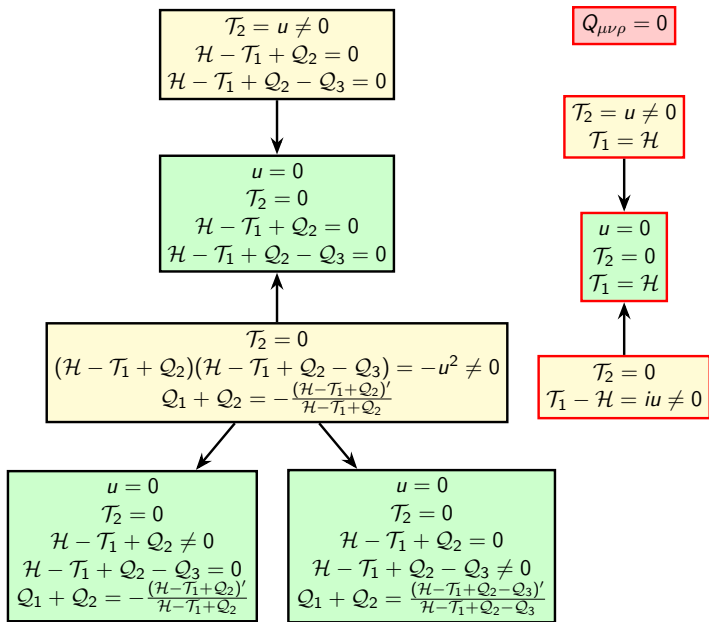 𝒯₂ = u ≠ 0
ℋ − 𝒯₁ + 𝒬₂ = 0
ℋ − 𝒯₁ + 𝒬₂ − 𝒬₃ = 0
Q_{μνρ} = 0
𝒯₂ = u ≠ 0
𝒯₁ = ℋ
u = 0
𝒯₂ = 0
ℋ − 𝒯₁ + 𝒬₂ = 0
ℋ − 𝒯₁ + 𝒬₂ − 𝒬₃ = 0
u = 0
𝒯₂ = 0
𝒯₁ = ℋ
𝒯₂ = 0
(ℋ − 𝒯₁ + 𝒬₂)(ℋ − 𝒯₁ + 𝒬₂ − 𝒬₃) = −u² ≠ 0
𝒬₁ + 𝒬₂ = −\frac{(ℋ−𝒯₁+𝒬₂)′}{ℋ−𝒯₁+𝒬₂}
𝒯₂ = 0
𝒯₁ − ℋ = iu ≠ 0
u = 0
𝒯₂ = 0
ℋ − 𝒯₁ + 𝒬₂ ≠ 0
ℋ − 𝒯₁ + 𝒬₂ − 𝒬₃ = 0
𝒬₁ + 𝒬₂ = −\frac{(ℋ−𝒯₁+𝒬₂)′}{ℋ−𝒯₁+𝒬₂}
u = 0
𝒯₂ = 0
ℋ − 𝒯₁ + 𝒬₂ = 0
ℋ − 𝒯₁ + 𝒬₂ − 𝒬₃ ≠ 0
𝒬₁ + 𝒬₂ = \frac{(ℋ−𝒯₁+𝒬₂−𝒬₃)′}{ℋ−𝒯₁+𝒬₂−𝒬₃}